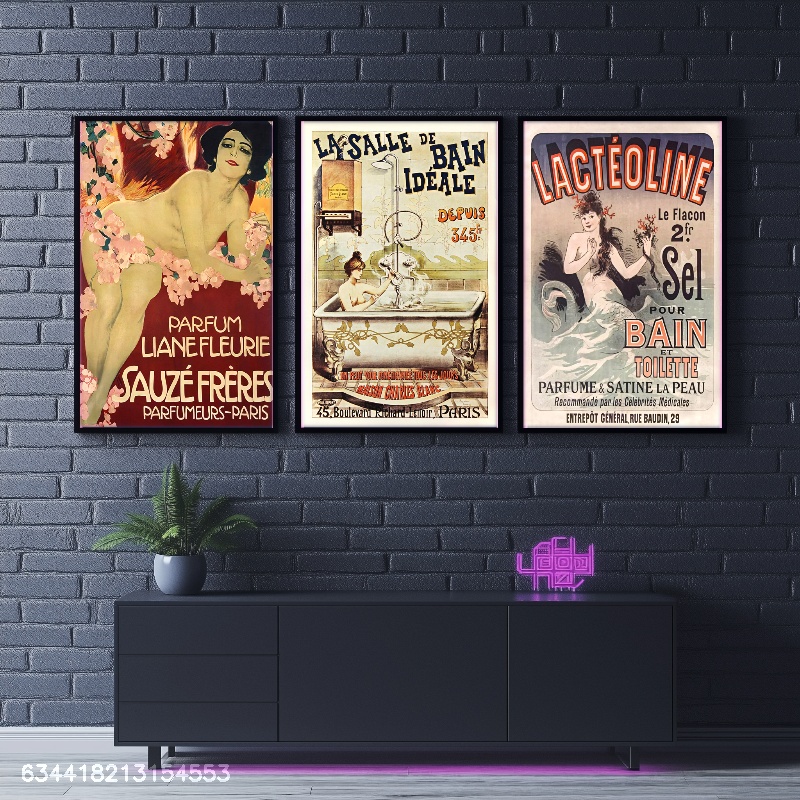 PARFUM
LIANE FLEURIE
SAUZÉ FRÈRES
PARFUMEURS-PARIS
LA SALLE DE
BAIN
IDÉALE
DEPUIS
345fr
45. Boulevard Richard-Lenoir, PARIS
LACTÉOLINE
Le Flacon
2fr.
Sel
POUR
BAIN
ET
TOILETTE
PARFUME & SATINE LA PEAU
Recommandé par les Célébrités Médicales
ENTREPÔT GÉNÉRAL, RUE BAUDIN, 29
634418213154553